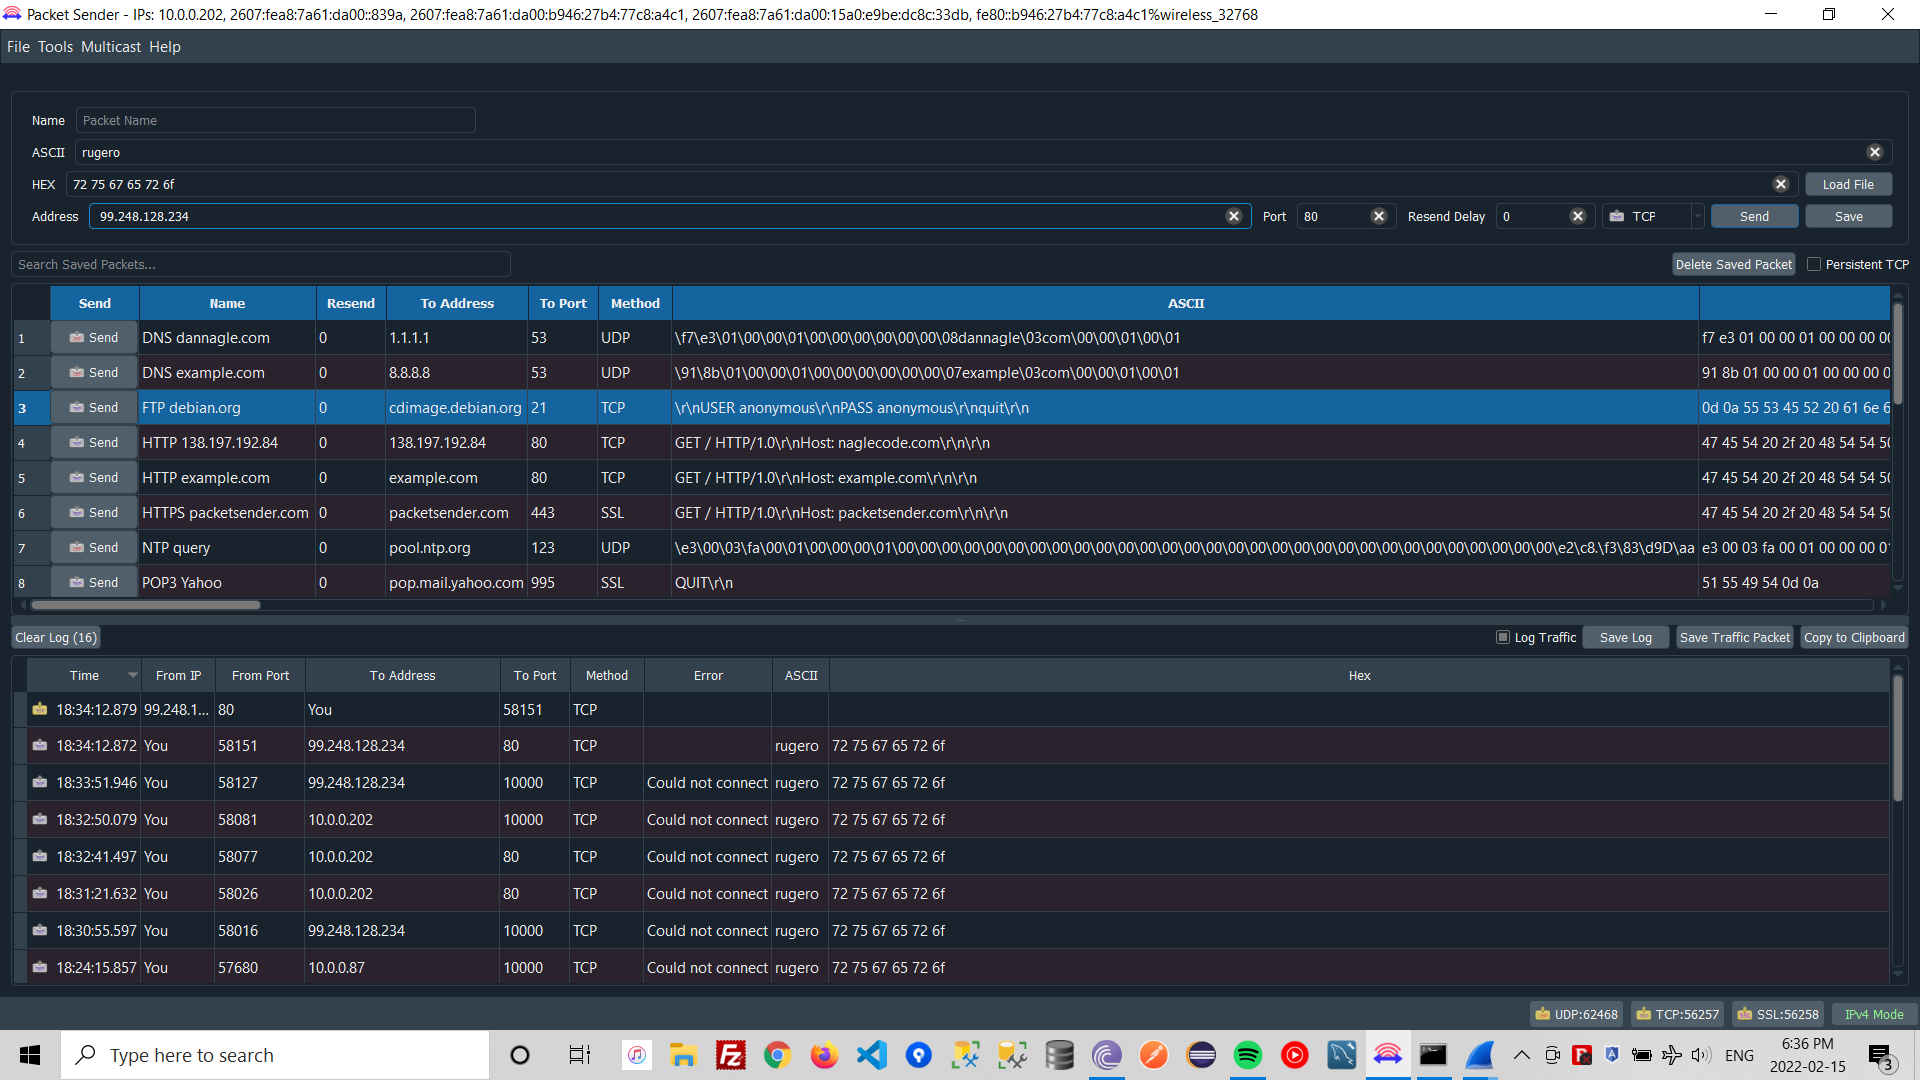 Packet Sender - IPs: 10.0.0.202, 2607:fea8:7a61:da00::839a, 2607:fea8:7a61:da00:b946:27b4:77c8:a4c1, 2607:fea8:7a61:da00:15a0:e9be:dc8c:33db, fe80::b946:27b4:77c8:a4c1%wireless_32768
File Tools Multicast Help
Name Packet Name
ASCII rugero
HEX 72 75 67 65 72 6f Load File
Address 99.248.128.234 Port 80 Resend Delay 0 TCP Send Save
Search Saved Packets... Delete Saved Packet Persistent TCP
Send Name Resend To Address To Port Method ASCII
1 Send DNS dannagle.com 0 1.1.1.1 53 UDP \f7\e3\01\00\00\01\00\00\00\00\00\00\08dannagle\03com\00\00\01\00\01 f7 e3 01 00 00 01 00 00 00 00
2 Send DNS example.com 0 8.8.8.8 53 UDP \91\8b\01\00\00\01\00\00\00\00\00\00\07example\03com\00\00\01\00\01 91 8b 01 00 00 01 00 00 00 0
3 Send FTP debian.org 0 cdimage.debian.org 21 TCP \r\nUSER anonymous\r\nPASS anonymous\r\nquit\r\n 0d 0a 55 53 45 52 20 61 6e 6
4 Send HTTP 138.197.192.84 0 138.197.192.84 80 TCP GET / HTTP/1.0\r\nHost: naglecode.com\r\n\r\n 47 45 54 20 2f 20 48 54 54 50
5 Send HTTP example.com 0 example.com 80 TCP GET / HTTP/1.0\r\nHost: example.com\r\n\r\n 47 45 54 20 2f 20 48 54 54 50
6 Send HTTPS packetsender.com 0 packetsender.com 443 SSL GET / HTTP/1.0\r\nHost: packetsender.com\r\n\r\n 47 45 54 20 2f 20 48 54 54 50
7 Send NTP query 0 pool.ntp.org 123 UDP \e3\00\03\fa\00\01\00\00\00\01\00\00\00\00\00\00\00\00\00\00\00\00\00\00\00\00\00\00\00\00\00\00\00\00\00\00\00\00\00\00\e2\c8.\f3\83\d9D\aa e3 00 03 fa 00 01 00 00 00 01
8 Send POP3 Yahoo 0 pop.mail.yahoo.com 995 SSL QUIT\r\n 51 55 49 54 0d 0a
Clear Log (16) Log Traffic Save Log Save Traffic Packet Copy to Clipboard
Time From IP From Port To Address To Port Method Error ASCII Hex
18:34:12.879 99.248.1... 80 You 58151 TCP
18:34:12.872 You 58151 99.248.128.234 80 TCP rugero 72 75 67 65 72 6f
18:33:51.946 You 58127 99.248.128.234 10000 TCP Could not connect rugero 72 75 67 65 72 6f
18:32:50.079 You 58081 10.0.0.202 10000 TCP Could not connect rugero 72 75 67 65 72 6f
18:32:41.497 You 58077 10.0.0.202 80 TCP Could not connect rugero 72 75 67 65 72 6f
18:31:21.632 You 58026 10.0.0.202 80 TCP Could not connect rugero 72 75 67 65 72 6f
18:30:55.597 You 58016 99.248.128.234 10000 TCP Could not connect rugero 72 75 67 65 72 6f
18:24:15.857 You 57680 10.0.0.87 10000 TCP Could not connect rugero 72 75 67 65 72 6f
UDP:62468 TCP:56257 SSL:56258 IPv4 Mode
Type here to search ENG 6:36 PM
2022-02-15 3